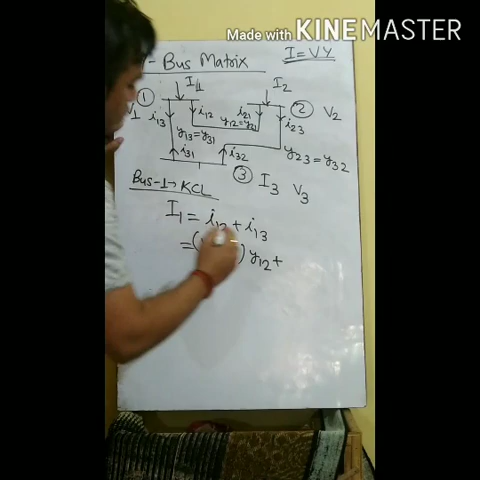 Made with KINEMASTER
- Bus Matrix
I = VY
I1
I2
1
i12
i21
2 V2
i13
y12 = y21
i23
y13 = y31
i31
i32
y23 = y32
3 I3 V3
Bus-1→ KCL
I1 = i12 + i13
= ( ) y12 +